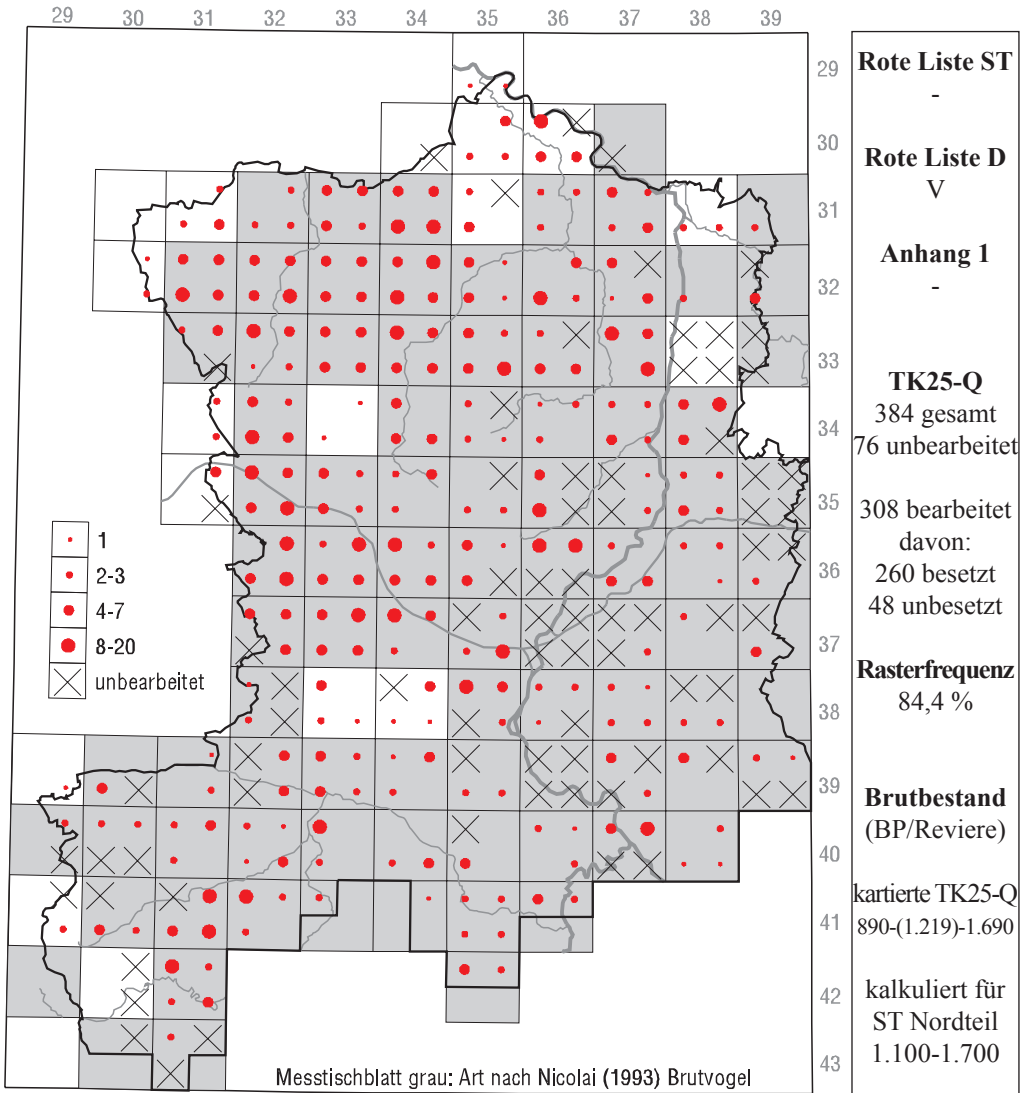 29 30 31 32 33 34 35 36 37 38 39
29
30
31
32
33
34
35
36
37
38
39
40
41
42
43
1
2-3
4-7
8-20
unbearbeitet
Messtischblatt grau: Art nach Nicolai (1993) Brutvogel
Rote Liste ST
-
Rote Liste D
V
Anhang 1
-
TK25-Q
384 gesamt
76 unbearbeitet
308 bearbeitet
davon:
260 besetzt
48 unbesetzt
Rasterfrequenz
84,4 %
Brutbestand
(BP/Reviere)
kartierte TK25-Q
890-(1.219)-1.690
kalkuliert für
ST Nordteil
1.100-1.700